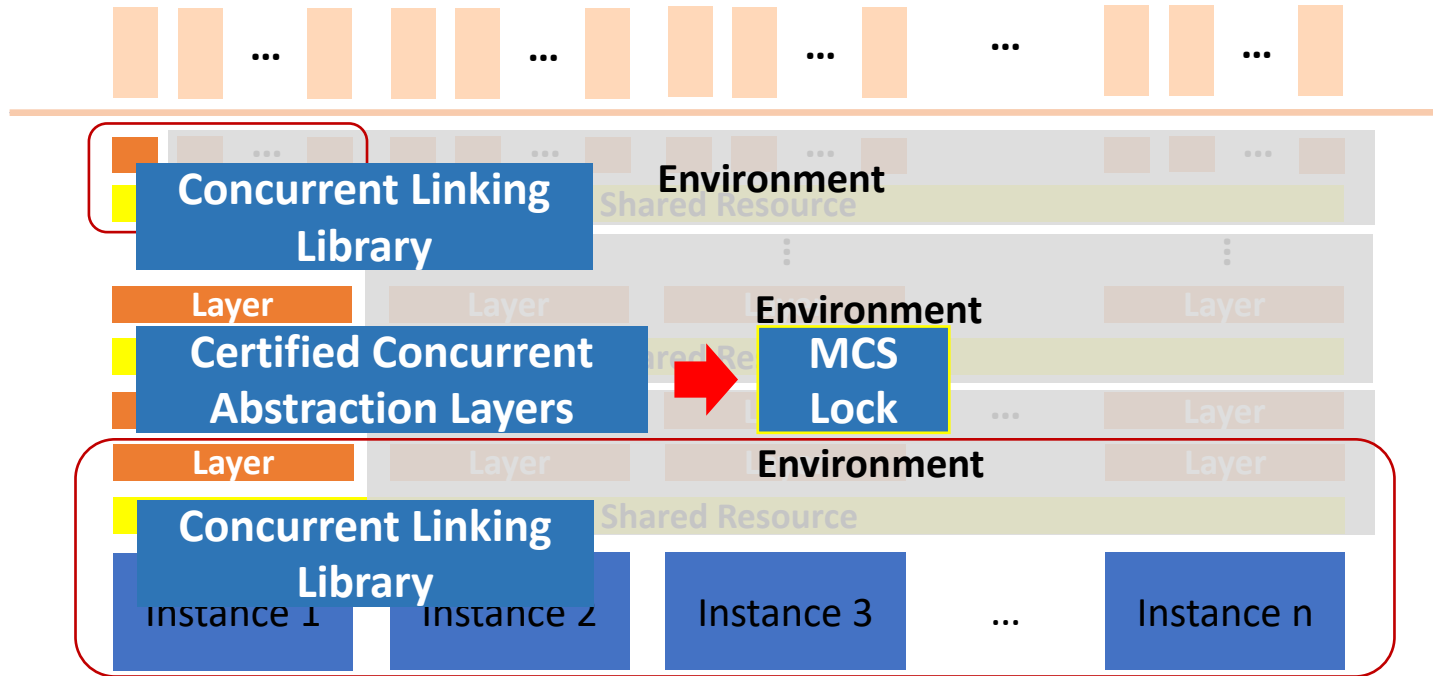 ... ... ... ... ...
... ... ... ...
Environment
Concurrent Linking
Library
Shared Resource
⋮ ⋮
Layer Layer Layer Layer
Environment
Certified Concurrent
Abstraction Layers
MCS
Lock
... Layer
Layer Layer Environment Layer
Concurrent Linking
Library
Shared Resource
Instance 1 Instance 2 Instance 3 ... Instance n